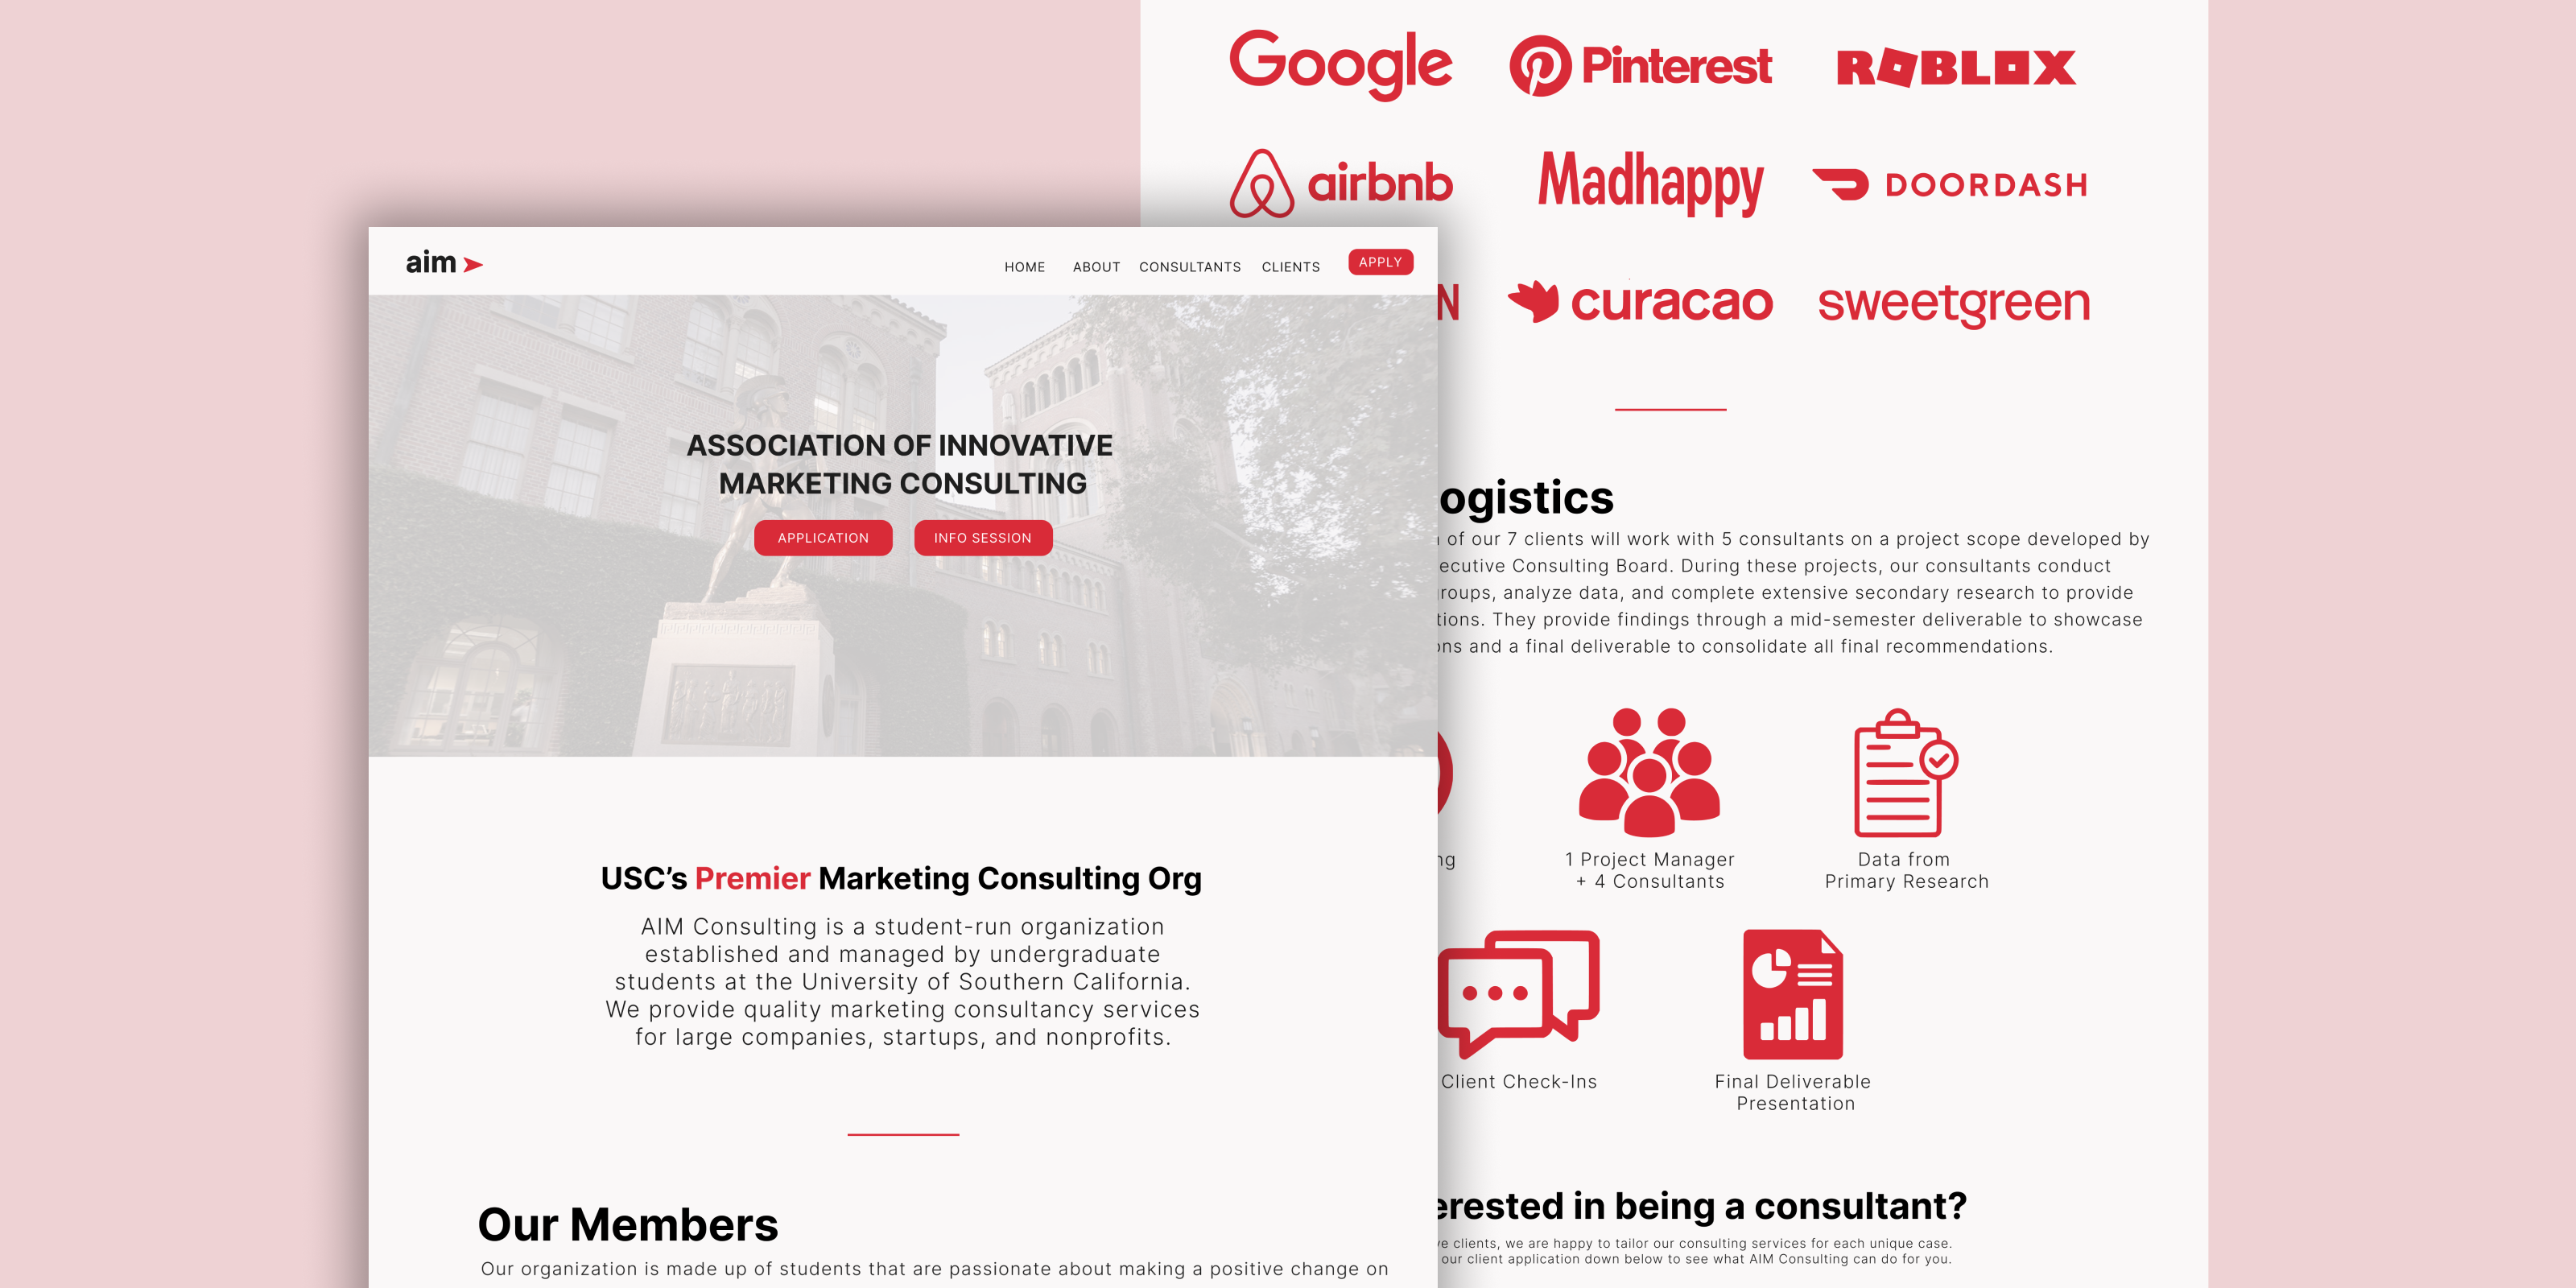 Google
Pinterest
ROBLOX
airbnb
Madhappy
DOORDASH
curacao
sweetgreen
aim
HOME ABOUT CONSULTANTS CLIENTS APPLY
ASSOCIATION OF INNOVATIVE
MARKETING CONSULTING
APPLICATION INFO SESSION
USC’s Premier Marketing Consulting Org
AIM Consulting is a student-run organization
established and managed by undergraduate
students at the University of Southern California.
We provide quality marketing consultancy services
for large companies, startups, and nonprofits.
Our Members
Our organization is made up of students that are passionate about making a positive change on
ogistics
of our 7 clients will work with 5 consultants on a project scope developed by
ecutive Consulting Board. During these projects, our consultants conduct
roups, analyze data, and complete extensive secondary research to provide
tions. They provide findings through a mid-semester deliverable to showcase
ons and a final deliverable to consolidate all final recommendations.
1 Project Manager
+ 4 Consultants
Data from
Primary Research
Client Check-Ins
Final Deliverable
Presentation
erested in being a consultant?
ve clients, we are happy to tailor our consulting services for each unique case.
our client application down below to see what AIM Consulting can do for you.